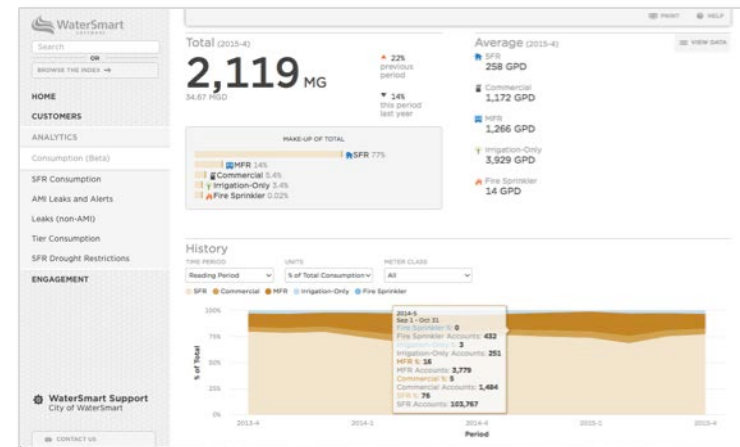 PRINT
HELP
WaterSmart
SOFTWARE
Search
OR
BROWSE THE INDEX →
HOME
CUSTOMERS
ANALYTICS
Consumption (Beta)
SFR Consumption
AMI Leaks and Alerts
Leaks (non-AMI)
Tier Consumption
SFR Drought Restrictions
ENGAGEMENT
WaterSmart Support
City of WaterSmart
CONTACT US
Total (2015-4)
2,119 MG
34.67 MGD
▲ 22%
previous
period
▼ 14%
this period
last year
MAKE-UP OF TOTAL
SFR 77%
MFR 14%
Commercial 5.4%
Irrigation-Only 3.4%
Fire Sprinkler 0.02%
Average (2015-4)
VIEW DATA
SFR
258 GPD
Commercial
1,172 GPD
MFR
1,266 GPD
Irrigation-Only
3,929 GPD
Fire Sprinkler
14 GPD
History
TIME PERIOD UNITS METER CLASS
Reading Period % of Total Consumption All
SFR Commercial MFR Irrigation-Only Fire Sprinkler
100%
75%
50%
25%
0%
% of Total
2014-5
Sep 1 - Oct 31
Fire Sprinkler %: 0
Fire Sprinkler Accounts: 432
Irrigation-Only %: 3
Irrigation-Only Accounts: 251
MFR %: 16
MFR Accounts: 3,779
Commercial %: 5
Commercial Accounts: 1,484
SFR %: 76
SFR Accounts: 103,767
2013-4 2014-1 2014-4 2015-1 2015-4
Period